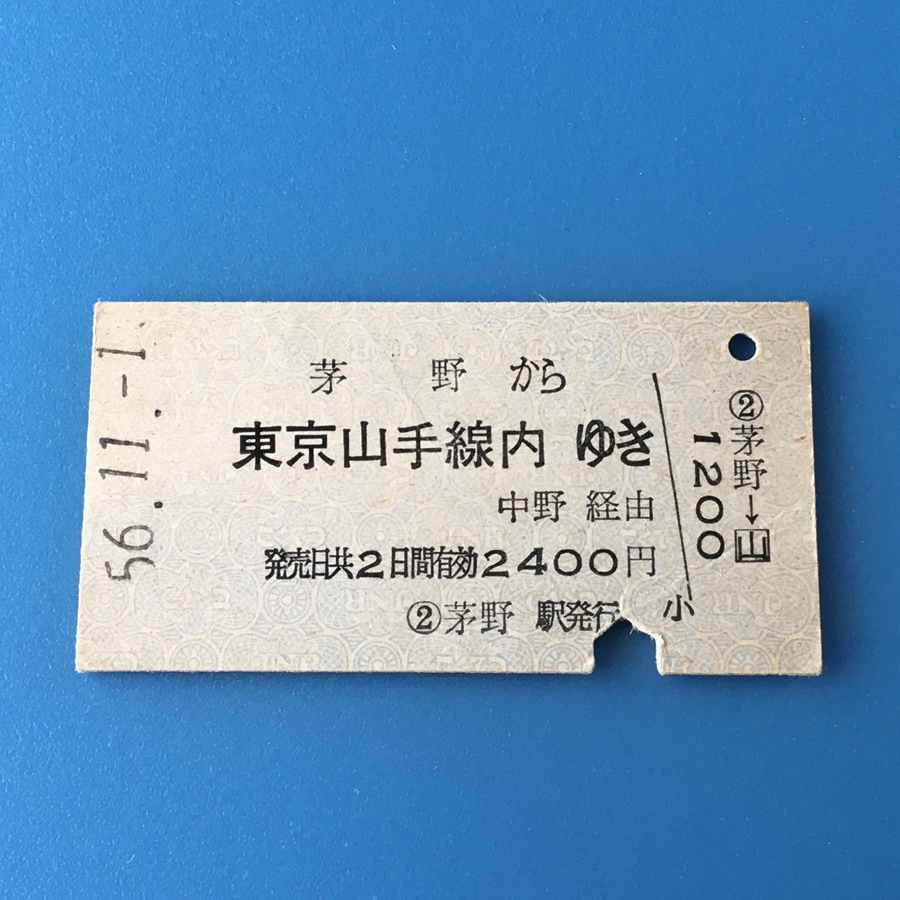 56.11.-1.
茅野から
東京山手線内 ゆき
中野 経由
発売日共2日間有効2400円
②茅野 駅発行
小
②茅野→山
1200